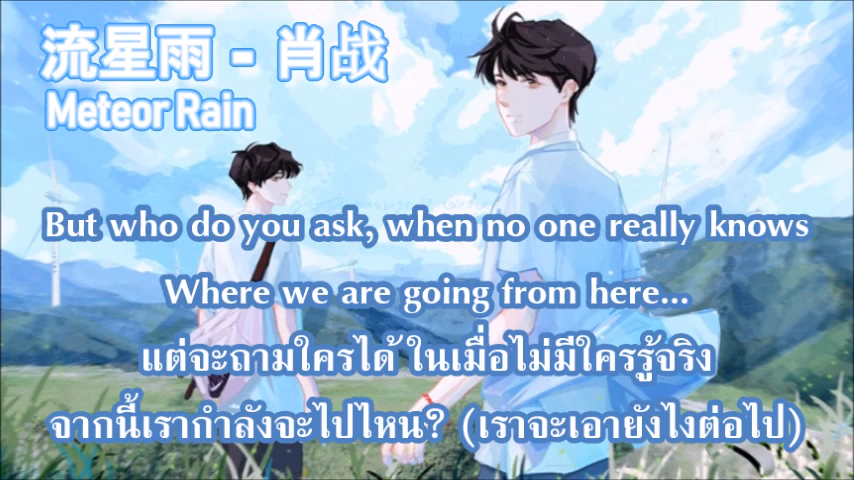 流星雨 - 肖战
Meteor Rain
But who do you ask, when no one really knows
Where we are going from here...
แต่จะถามใครได้ ในเมื่อไม่มีใครรู้จริง
จากนี้เรากำลังจะไปไหน? (เราจะเอายังไงต่อไป)